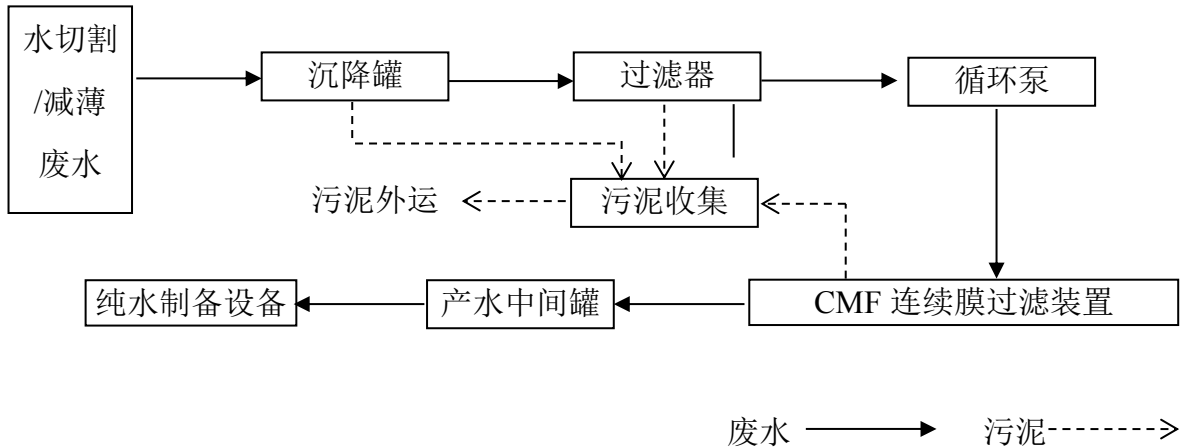 水切割
/减薄
废水
沉降罐
过滤器
循环泵
污泥外运
污泥收集
纯水制备设备
产水中间罐
CMF 连续膜过滤装置
废水
污泥